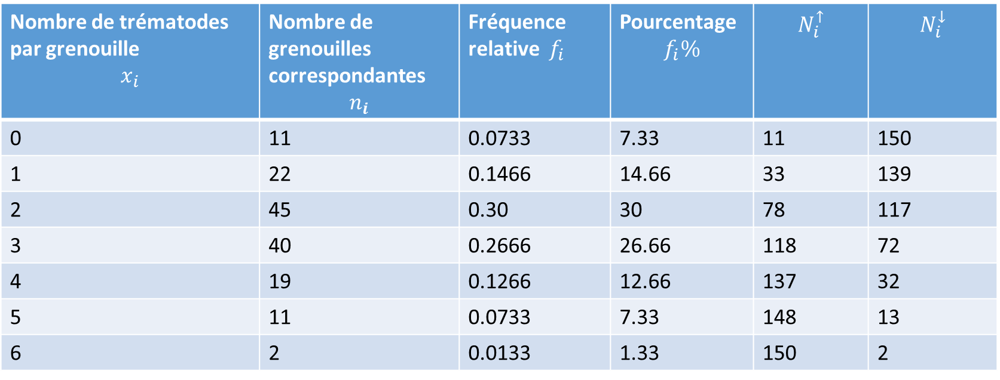 Nombre de trématodes par grenouille x_i | Nombre de grenouilles correspondantes n_i | Fréquence relative f_i | Pourcentage f_i% | N_i↑ | N_i↓
0 | 11 | 0.0733 | 7.33 | 11 | 150
1 | 22 | 0.1466 | 14.66 | 33 | 139
2 | 45 | 0.30 | 30 | 78 | 117
3 | 40 | 0.2666 | 26.66 | 118 | 72
4 | 19 | 0.1266 | 12.66 | 137 | 32
5 | 11 | 0.0733 | 7.33 | 148 | 13
6 | 2 | 0.0133 | 1.33 | 150 | 2